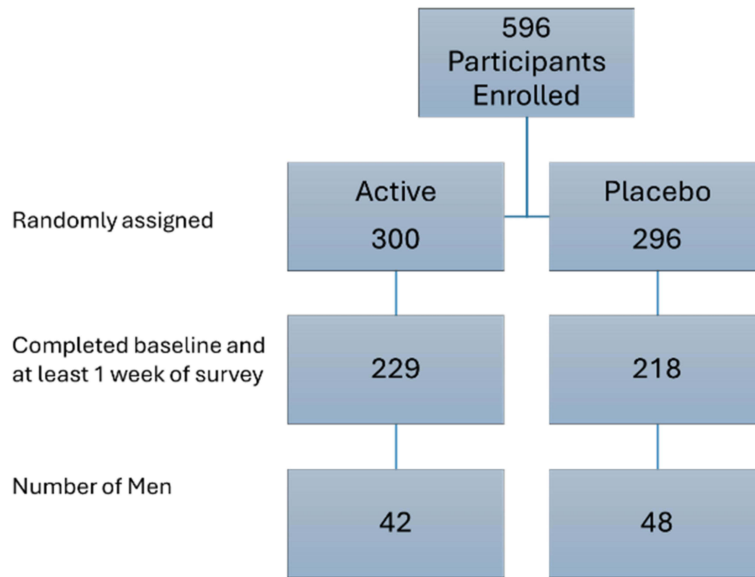 596
Participants
Enrolled
Randomly assigned
Active
300
Placebo
296
Completed baseline and
at least 1 week of survey
229
218
Number of Men
42
48